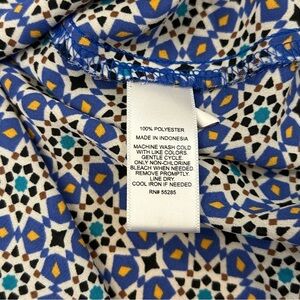 100% POLYESTER
MADE IN INDONESIA
MACHINE WASH COLD
WITH LIKE COLORS.
GENTLE CYCLE.
ONLY NON-CHLORINE
BLEACH WHEN NEEDED.
REMOVE PROMPTLY.
LINE DRY.
COOL IRON IF NEEDED
RN# 55285